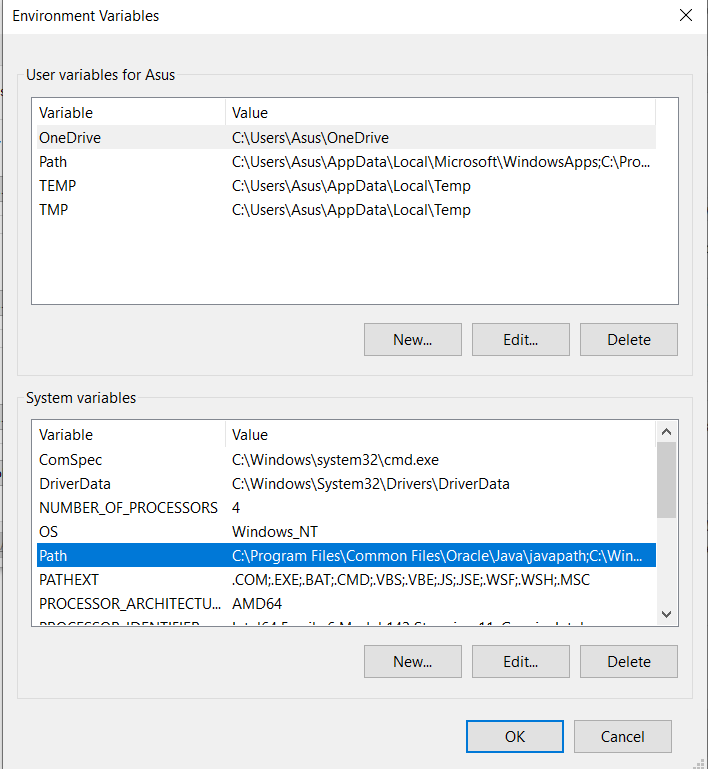 Environment Variables
User variables for Asus
Variable Value
OneDrive C:\Users\Asus\OneDrive
Path C:\Users\Asus\AppData\Local\Microsoft\WindowsApps;C:\Pro...
TEMP C:\Users\Asus\AppData\Local\Temp
TMP C:\Users\Asus\AppData\Local\Temp
New... Edit... Delete
System variables
Variable Value
ComSpec C:\Windows\system32\cmd.exe
DriverData C:\Windows\System32\Drivers\DriverData
NUMBER_OF_PROCESSORS 4
OS Windows_NT
Path C:\Program Files\Common Files\Oracle\Java\javapath;C:\Win...
PATHEXT .COM;.EXE;.BAT;.CMD;.VBS;.VBE;.JS;.JSE;.WSF;.WSH;.MSC
PROCESSOR_ARCHITECTU... AMD64
New... Edit... Delete
OK Cancel